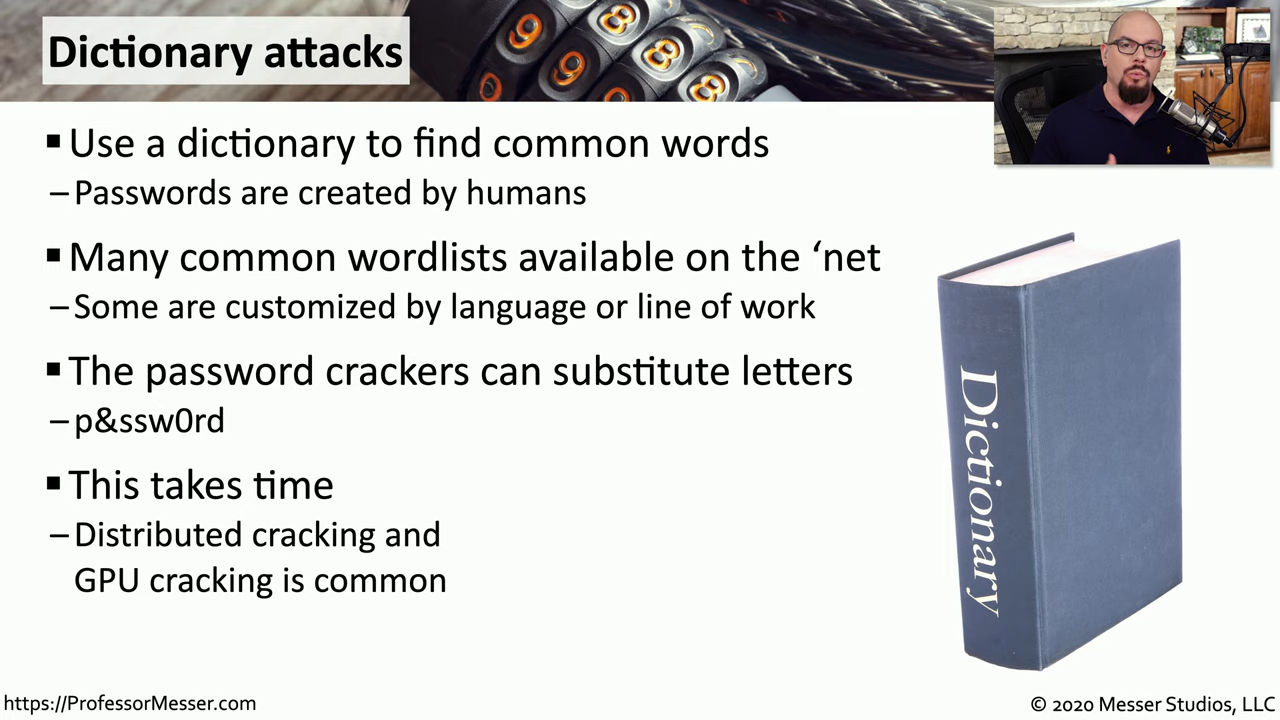 Dictionary attacks
▪ Use a dictionary to find common words
– Passwords are created by humans
▪ Many common wordlists available on the ‘net
– Some are customized by language or line of work
▪ The password crackers can substitute letters
– p&ssw0rd
▪ This takes time
– Distributed cracking and
GPU cracking is common
Dictionary
https://ProfessorMesser.com
© 2020 Messer Studios, LLC